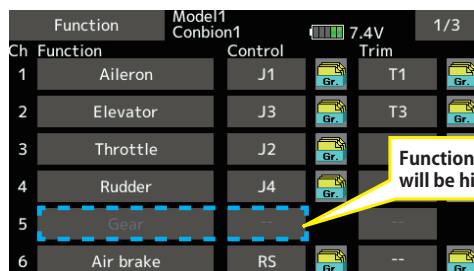 Function Model1 Conbion1 7.4V 1/3
Ch Function Control Trim
1 Aileron J1 Gr. T1 Gr.
2 Elevator J3 Gr. T3 Gr.
3 Throttle J2 Gr.
4 Rudder J4 Gr.
5 Gear -- --
6 Air brake RS Gr. -- Gr.
Function
will be hi